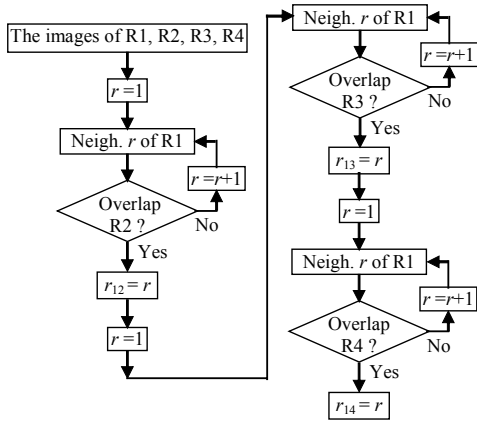 The images of R1, R2, R3, R4
r=1
Neigh. r of R1
r=r+1
Overlap
R2 ?
No
Yes
r12 = r
r=1
Neigh. r of R1
r=r+1
Overlap
R3 ?
No
Yes
r13 = r
r=1
Neigh. r of R1
r=r+1
Overlap
R4 ?
No
Yes
r14 = r